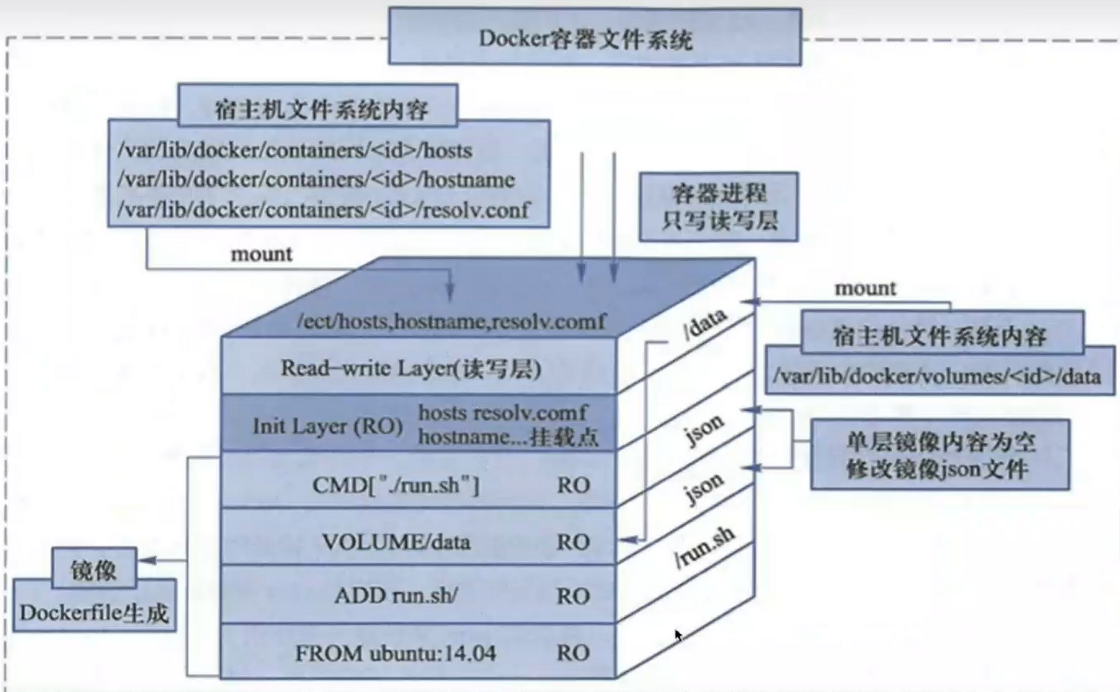 Docker容器文件系统
宿主机文件系统内容
/var/lib/docker/containers/<id>/hosts
/var/lib/docker/containers/<id>/hostname
/var/lib/docker/containers/<id>/resolv.conf
容器进程
只写读写层
mount
mount
宿主机文件系统内容
/var/lib/docker/volumes/<id>/data
/ect/hosts,hostname,resolv.comf
/data
Read-write Layer(读写层)
Init Layer (RO)
hosts resolv.comf
hostname...挂载点
json
单层镜像内容为空
修改镜像json文件
CMD["./run.sh"] RO
json
VOLUME/data RO
/run.sh
镜像
Dockerfile生成
ADD run.sh/ RO
FROM ubuntu:14.04 RO